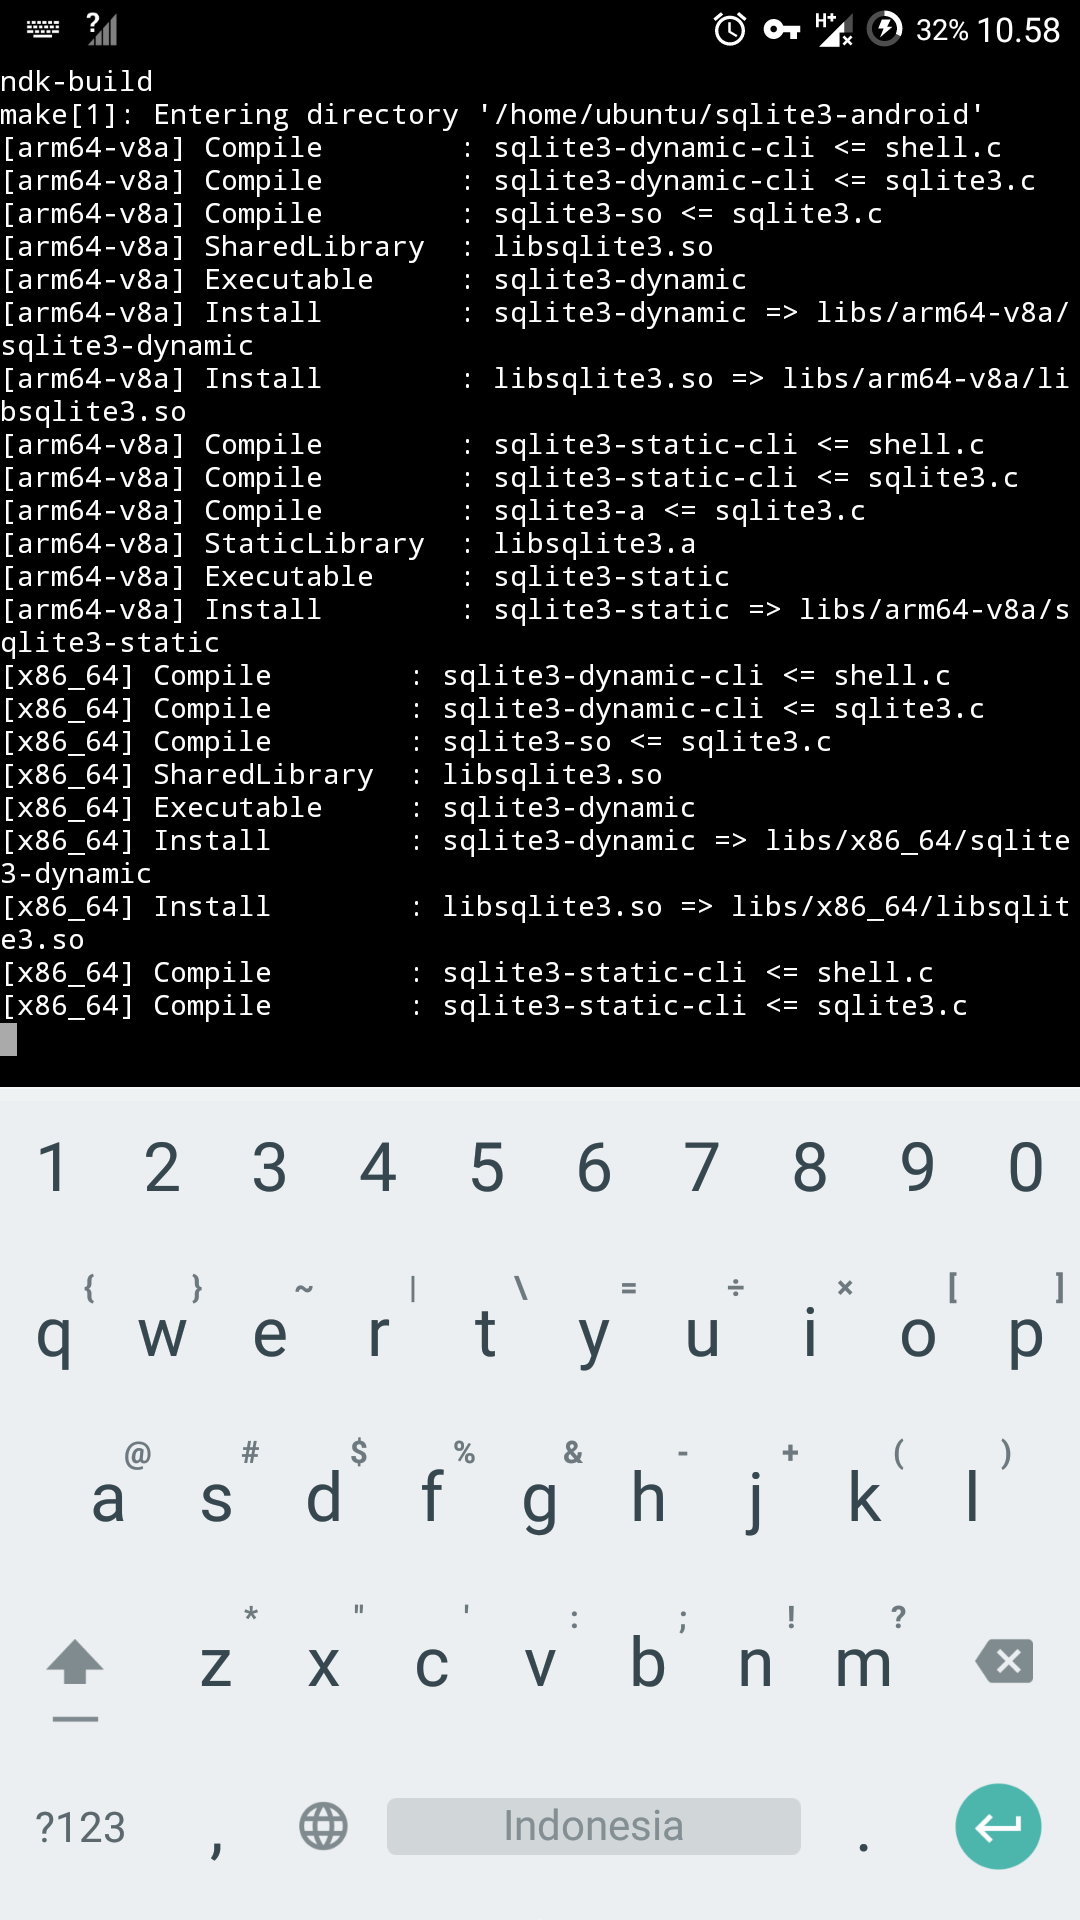 ? H+ 32% 10.58
ndk-build
make[1]: Entering directory '/home/ubuntu/sqlite3-android'
[arm64-v8a] Compile        : sqlite3-dynamic-cli <= shell.c
[arm64-v8a] Compile        : sqlite3-dynamic-cli <= sqlite3.c
[arm64-v8a] Compile        : sqlite3-so <= sqlite3.c
[arm64-v8a] SharedLibrary  : libsqlite3.so
[arm64-v8a] Executable     : sqlite3-dynamic
[arm64-v8a] Install        : sqlite3-dynamic => libs/arm64-v8a/
sqlite3-dynamic
[arm64-v8a] Install        : libsqlite3.so => libs/arm64-v8a/li
bsqlite3.so
[arm64-v8a] Compile        : sqlite3-static-cli <= shell.c
[arm64-v8a] Compile        : sqlite3-static-cli <= sqlite3.c
[arm64-v8a] Compile        : sqlite3-a <= sqlite3.c
[arm64-v8a] StaticLibrary  : libsqlite3.a
[arm64-v8a] Executable     : sqlite3-static
[arm64-v8a] Install        : sqlite3-static => libs/arm64-v8a/s
qlite3-static
[x86_64] Compile        : sqlite3-dynamic-cli <= shell.c
[x86_64] Compile        : sqlite3-dynamic-cli <= sqlite3.c
[x86_64] Compile        : sqlite3-so <= sqlite3.c
[x86_64] SharedLibrary  : libsqlite3.so
[x86_64] Executable     : sqlite3-dynamic
[x86_64] Install        : sqlite3-dynamic => libs/x86_64/sqlite
3-dynamic
[x86_64] Install        : libsqlite3.so => libs/x86_64/libsqlit
e3.so
[x86_64] Compile        : sqlite3-static-cli <= shell.c
[x86_64] Compile        : sqlite3-static-cli <= sqlite3.c
1 2 3 4 5 6 7 8 9 0
{ } ~ | \ = ÷ × [ ]
q w e r t y u i o p
@ # $ % & - + ( )
a s d f g h j k l
* " ' : ; ! ?
z x c v b n m
?123 , Indonesia .